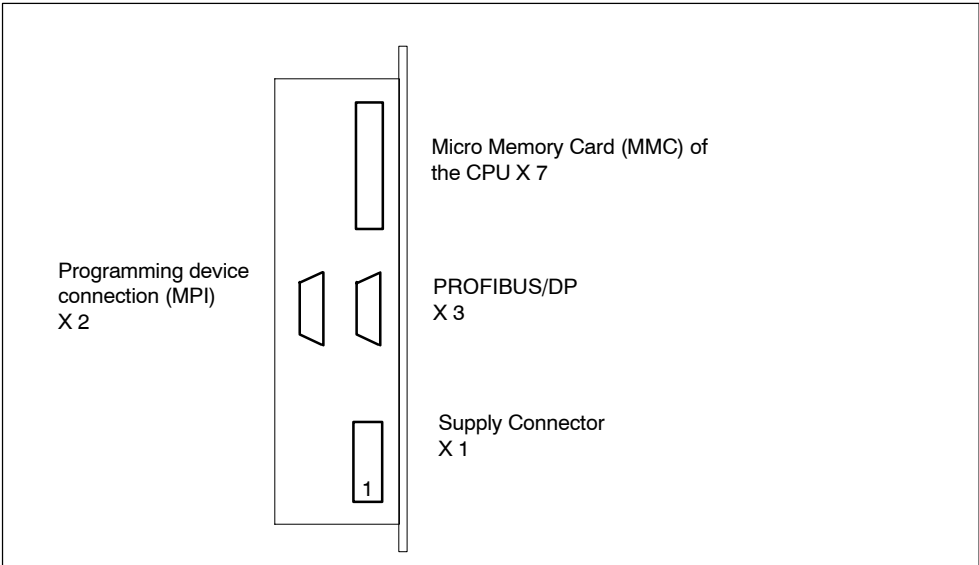 Micro Memory Card (MMC) of
the CPU X 7
Programming device
connection (MPI)
X 2
PROFIBUS/DP
X 3
Supply Connector
X 1
1